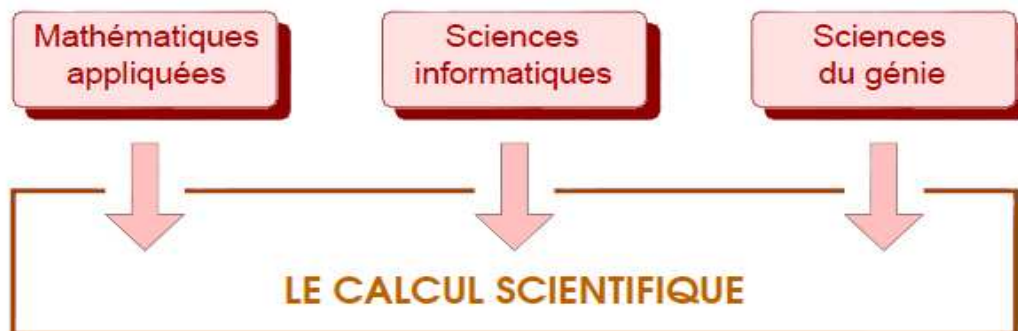 Mathématiques
appliquées
Sciences
informatiques
Sciences
du génie
LE CALCUL SCIENTIFIQUE